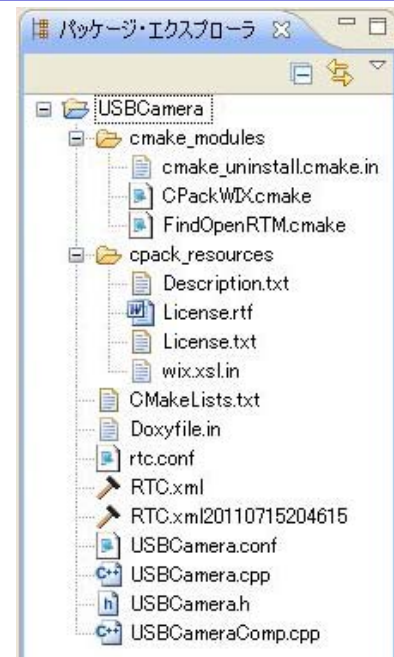 パッケージ・エクスプローラ
USBCamera
cmake_modules
cmake_uninstall.cmake.in
CPackWIX.cmake
FindOpenRTM.cmake
cpack_resources
Description.txt
License.rtf
License.txt
wix.xsl.in
CMakeLists.txt
Doxyfile.in
rtc.conf
RTC.xml
RTC.xml20110715204615
USBCamera.conf
USBCamera.cpp
USBCamera.h
USBCameraComp.cpp